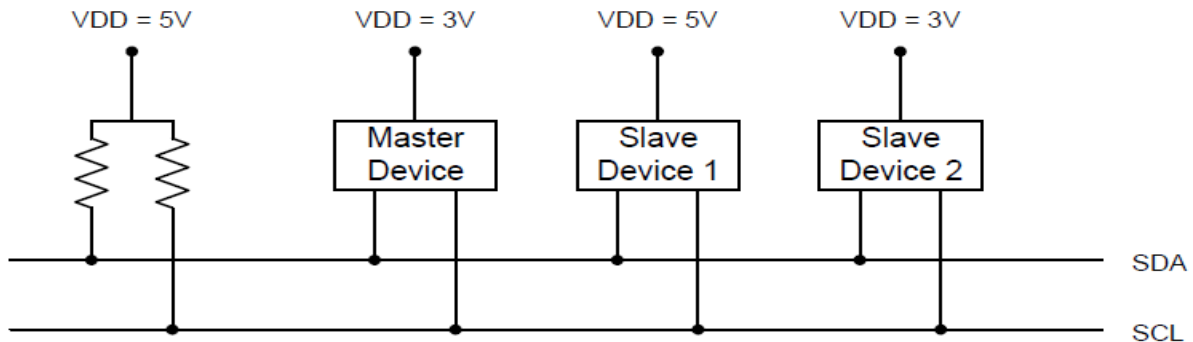 VDD = 5V
VDD = 3V
VDD = 5V
VDD = 3V
Master
Device
Slave
Device 1
Slave
Device 2
SDA
SCL